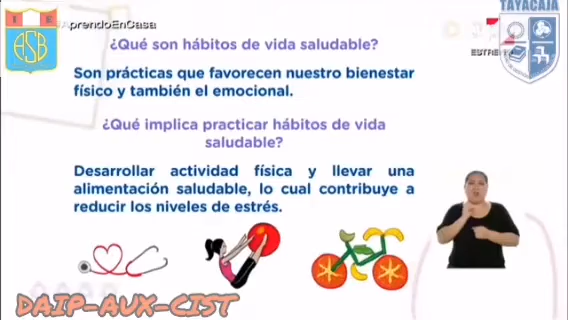 TAYACAJA
I E
#AprendoEnCasa
ASB
ESTRENO
¿Qué son hábitos de vida saludable?
Son prácticas que favorecen nuestro bienestar
físico y también el emocional.
¿Qué implica practicar hábitos de vida
saludable?
Desarrollar actividad física y llevar una
alimentación saludable, lo cual contribuye a
reducir los niveles de estrés.
DAIP-AUX-CIST